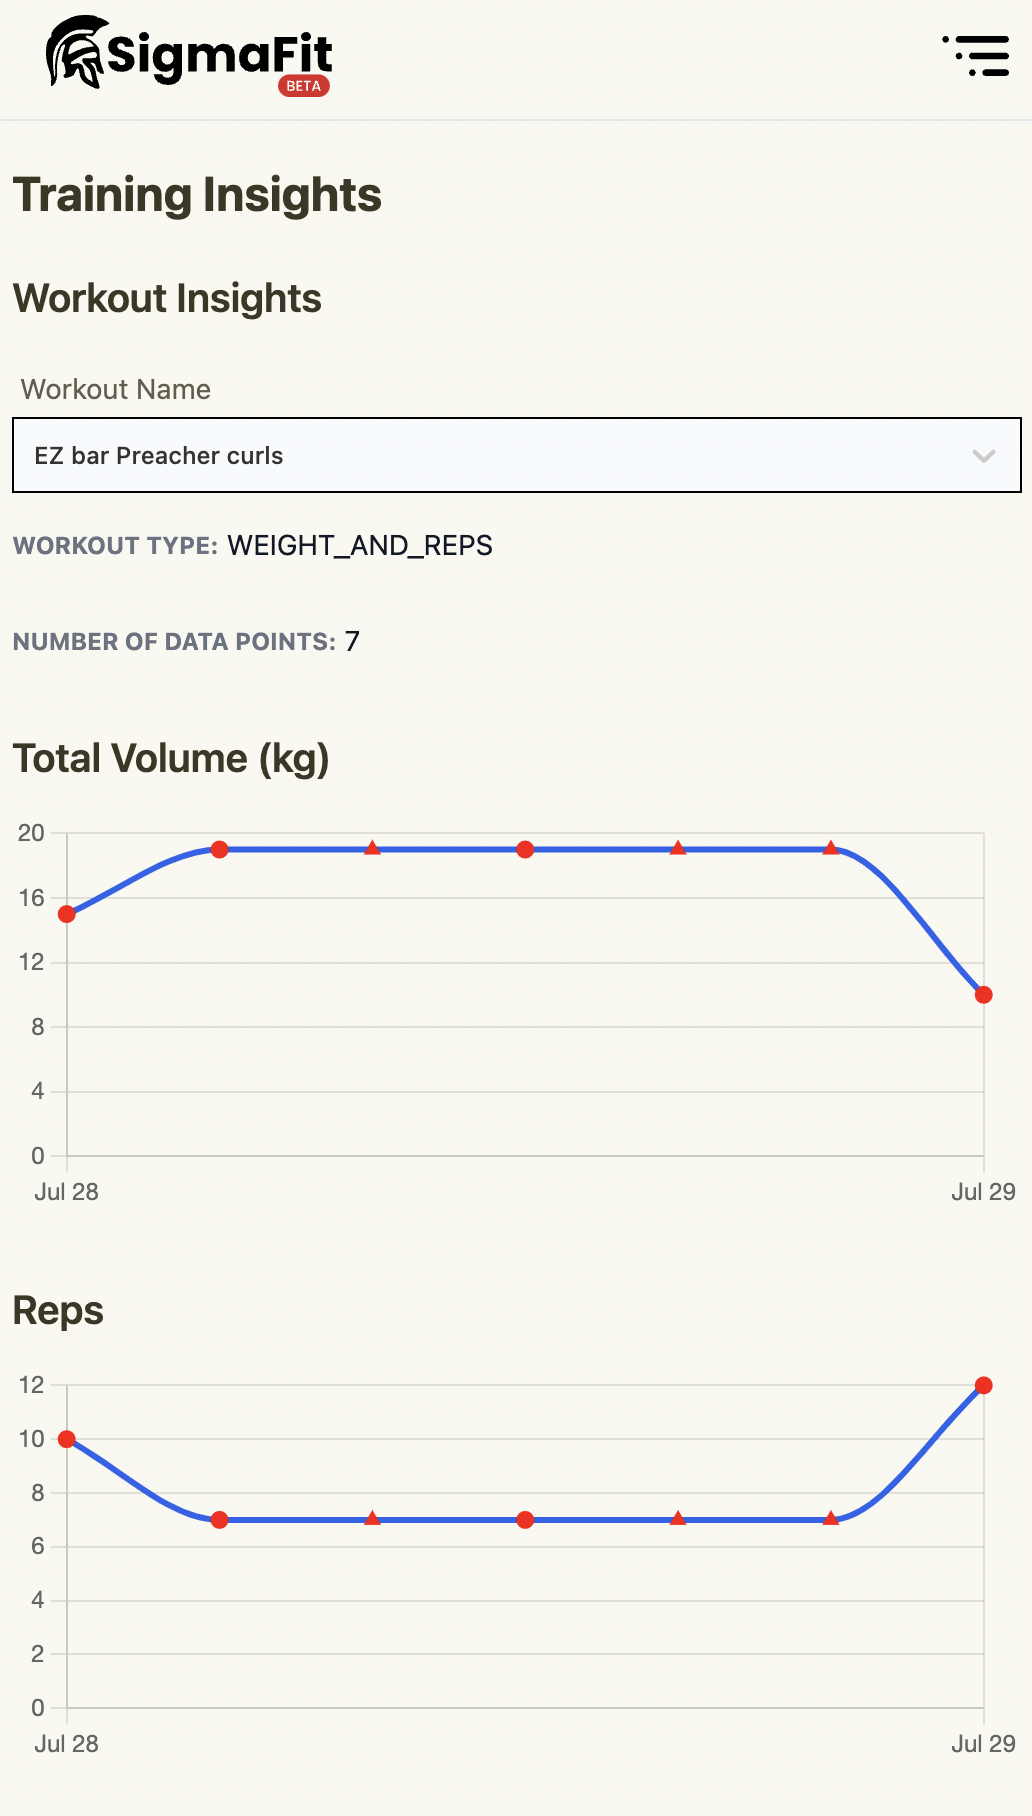 SigmaFit
BETA
Training Insights
Workout Insights
Workout Name
EZ bar Preacher curls
WORKOUT TYPE: WEIGHT_AND_REPS
NUMBER OF DATA POINTS: 7
Total Volume (kg)
20
16
12
8
4
0
Jul 28 Jul 29
Reps
12
10
8
6
4
2
0
Jul 28 Jul 29